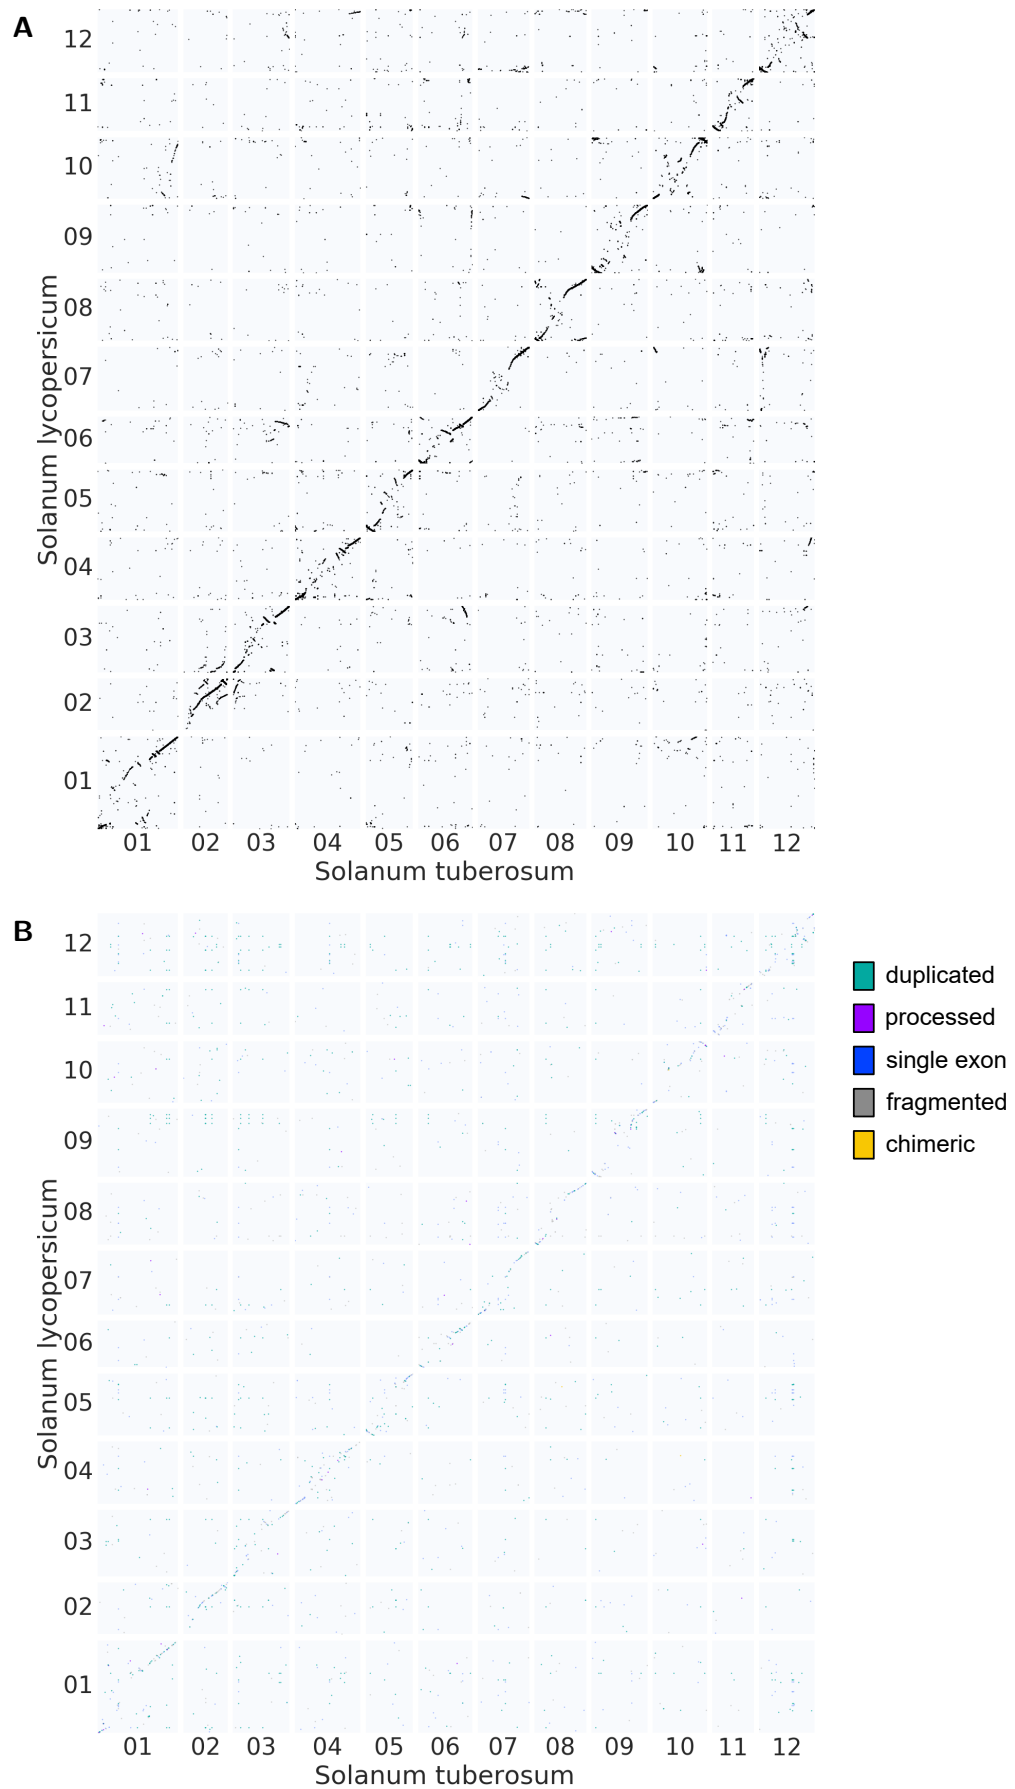 A
12
11
10
09
08
07
06
05
04
03
02
01
Solanum lycopersicum
01 02 03 04 05 06 07 08 09 10 11 12
Solanum tuberosum
B
12
11
10
09
08
07
06
05
04
03
02
01
Solanum lycopersicum
01 02 03 04 05 06 07 08 09 10 11 12
Solanum tuberosum
duplicated
processed
single exon
fragmented
chimeric